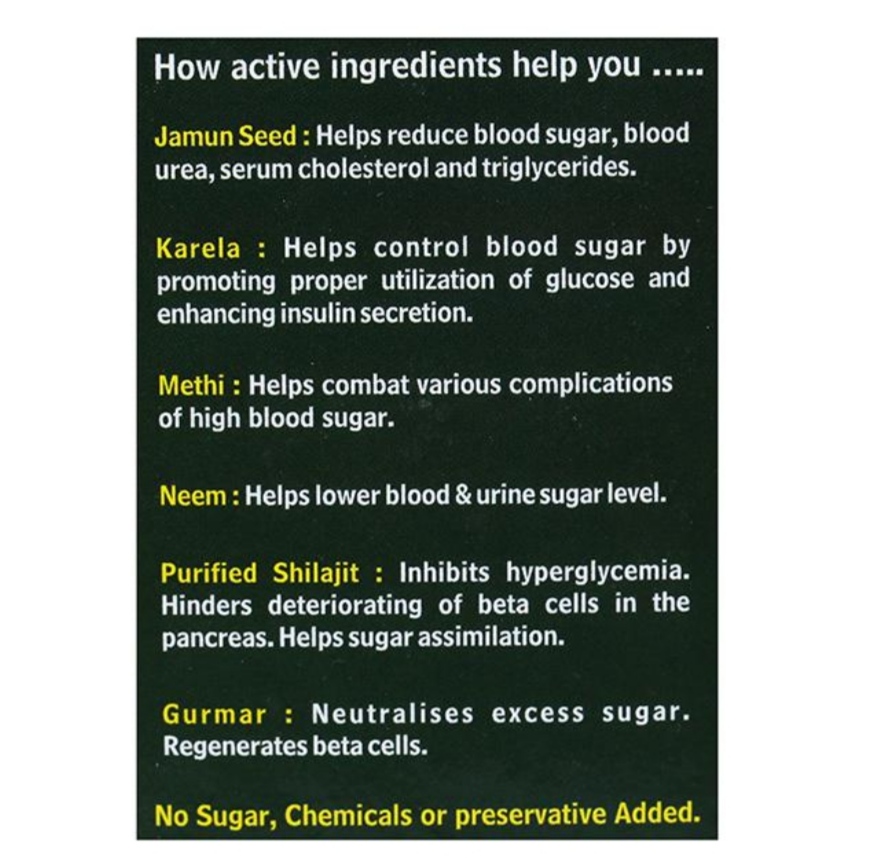 How active ingredients help you .....
Jamun Seed : Helps reduce blood sugar, blood
urea, serum cholesterol and triglycerides.
Karela : Helps control blood sugar by
promoting proper utilization of glucose and
enhancing insulin secretion.
Methi : Helps combat various complications
of high blood sugar.
Neem : Helps lower blood & urine sugar level.
Purified Shilajit : Inhibits hyperglycemia.
Hinders deteriorating of beta cells in the
pancreas. Helps sugar assimilation.
Gurmar : Neutralises excess sugar.
Regenerates beta cells.
No Sugar, Chemicals or preservative Added.